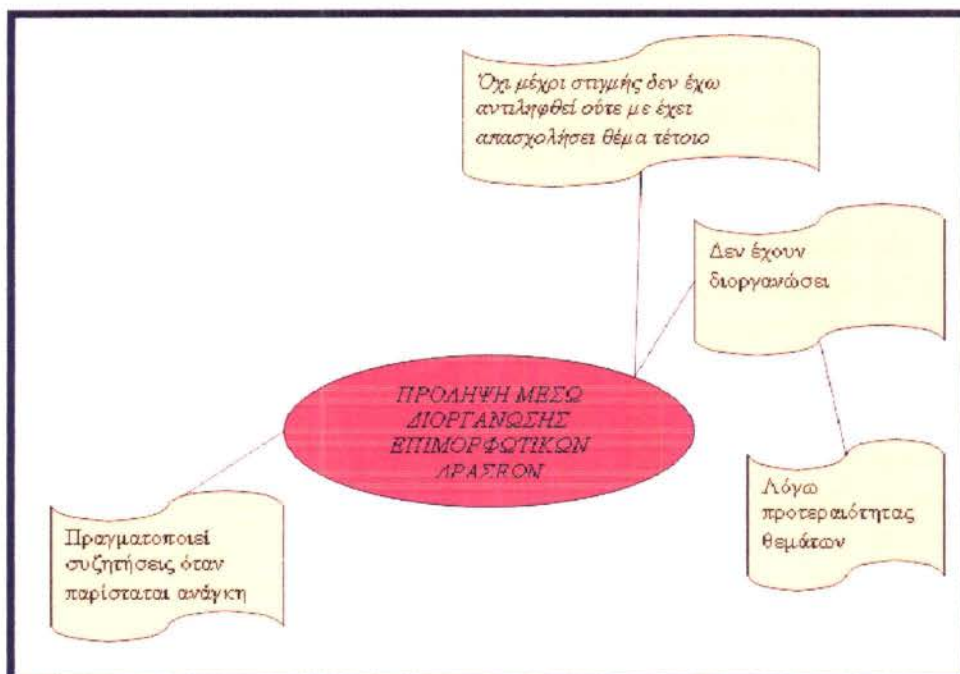 Όχι μέχρι στιγμής δεν έχω
αντιληφθεί ούτε με έχει
απασχολήσει θέμα τέτοιο
Δεν έχουν
διοργανώσει
ΠΡΟΛΗΨΗ ΜΕΣΩ
ΔΙΟΡΓΑΝΩΣΗΣ
ΕΠΙΜΟΡΦΩΤΙΚΩΝ
ΔΡΑΣΕΩΝ
Λόγω
προτεραιότητας
θεμάτων
Πραγματοποιεί
συζητήσεις όταν
παρίσταται ανάγκη